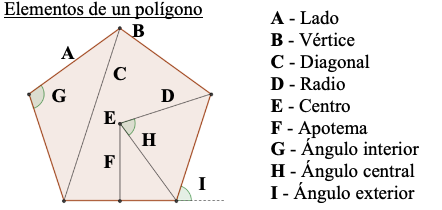 Elementos de un polígono
A
B
C
D
E
F
G
H
I
A - Lado
B - Vértice
C - Diagonal
D - Radio
E - Centro
F - Apotema
G - Ángulo interior
H - Ángulo central
I - Ángulo exterior